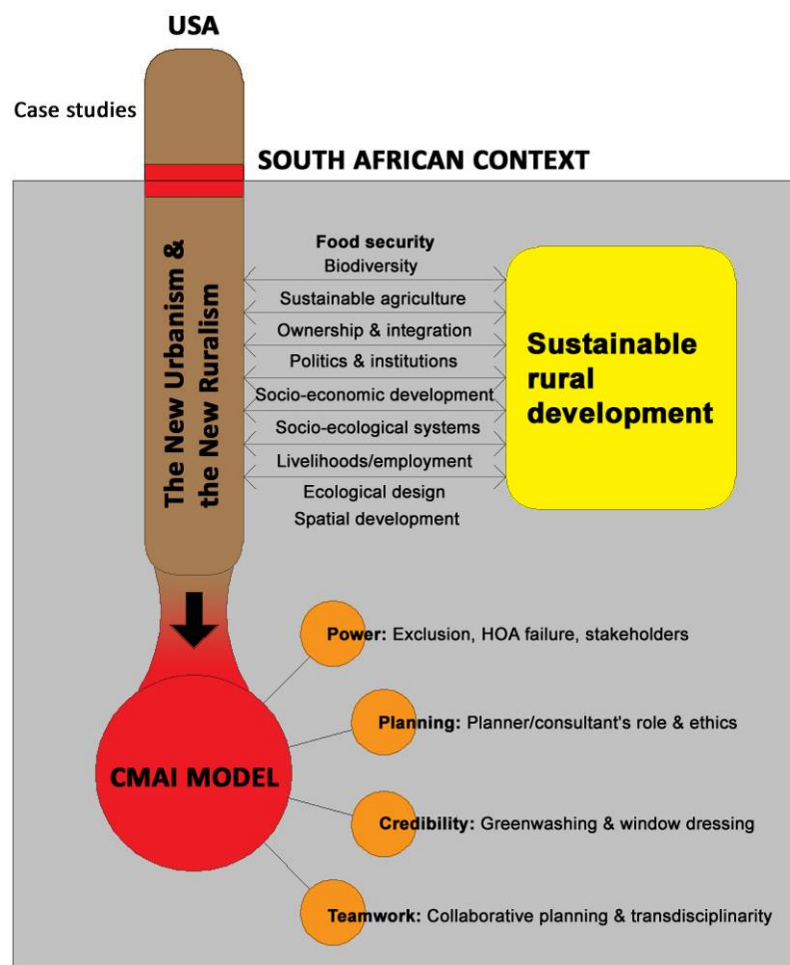 USA
Case studies
SOUTH AFRICAN CONTEXT
The New Urbanism &
the New Ruralism
Food security
Biodiversity
Sustainable agriculture
Ownership & integration
Politics & institutions
Socio-economic development
Socio-ecological systems
Livelihoods/employment
Ecological design
Spatial development
Sustainable
rural
development
Power: Exclusion, HOA failure, stakeholders
Planning: Planner/consultant's role & ethics
CMAI MODEL
Credibility: Greenwashing & window dressing
Teamwork: Collaborative planning & transdisciplinarity